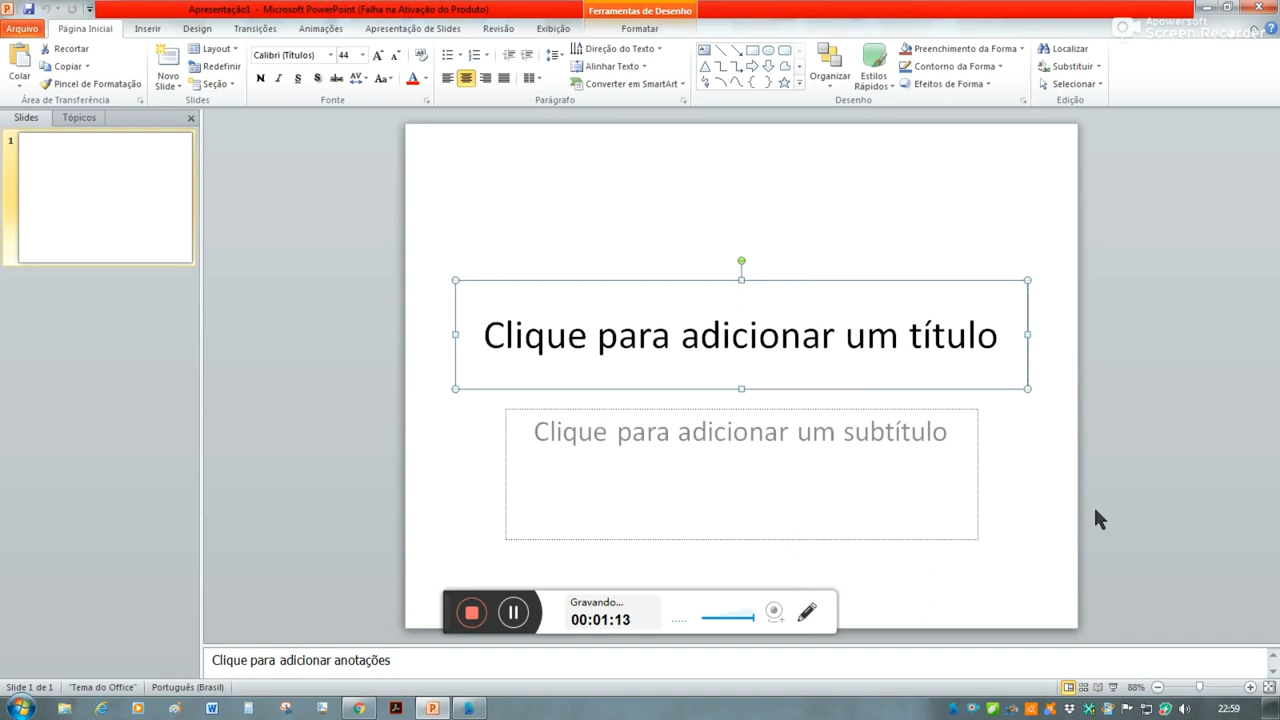 Apresentação1 - Microsoft PowerPoint (Falha na Ativação do Produto)
Ferramentas de Desenho
Arquivo
Página Inicial
Inserir
Design
Transições
Animações
Apresentação de Slides
Revisão
Exibição
Formatar
Apowersoft
Screen Recorder
Colar
Recortar
Copiar
Pincel de Formatação
Área de Transferência
Novo
Slide
Layout
Redefinir
Seção
Slides
Calibri (Títulos)
44
N I S S abc AV Aa A
Fonte
Direção do Texto
Alinhar Texto
Converter em SmartArt
Parágrafo
Organizar
Estilos
Rápidos
Preenchimento da Forma
Contorno da Forma
Efeitos de Forma
Desenho
Localizar
Substituir
Selecionar
Edição
Slides
Tópicos
1
Clique para adicionar um título
Clique para adicionar um subtítulo
Gravando...
00:01:13
Clique para adicionar anotações
Slide 1 de 1
"Tema do Office"
Português (Brasil)
88%
22:59